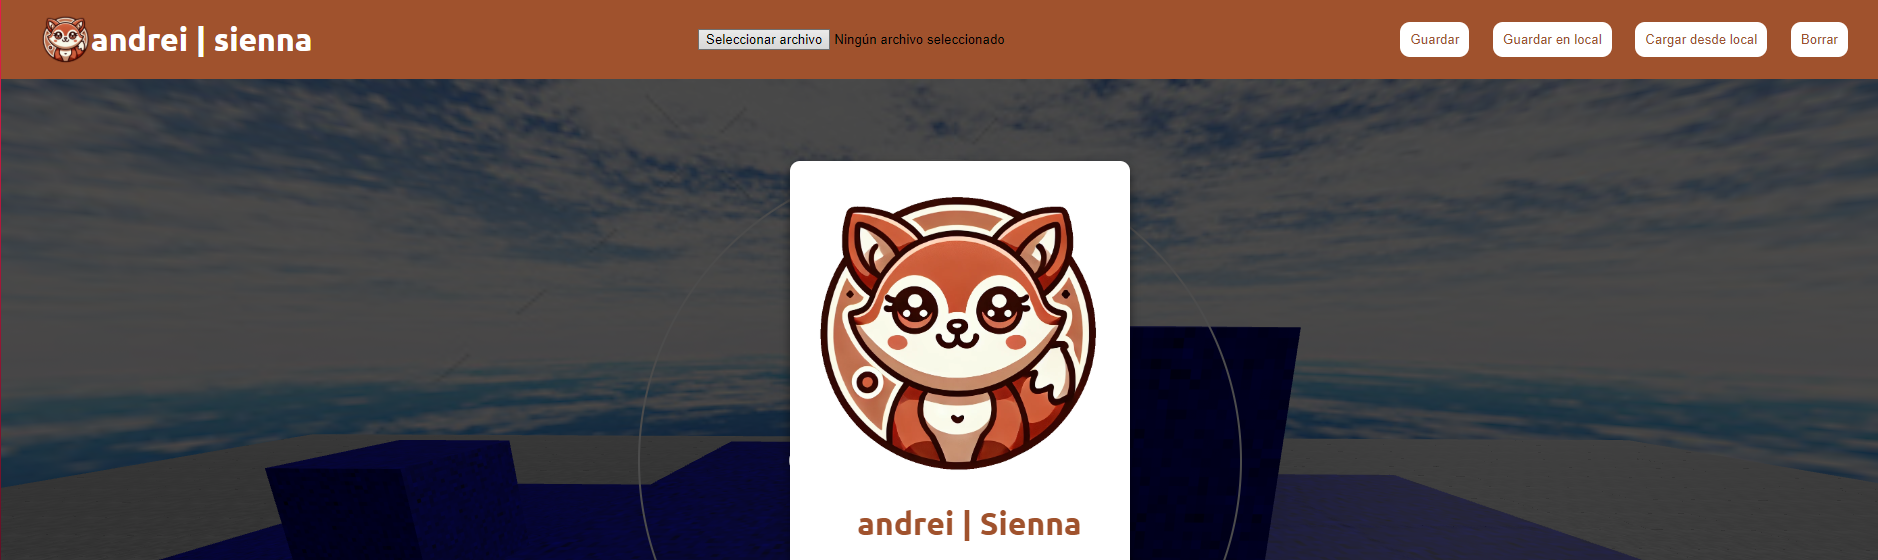 andrei | sienna
Seleccionar archivo Ningún archivo seleccionado
Guardar
Guardar en local
Cargar desde local
Borrar
andrei | Sienna